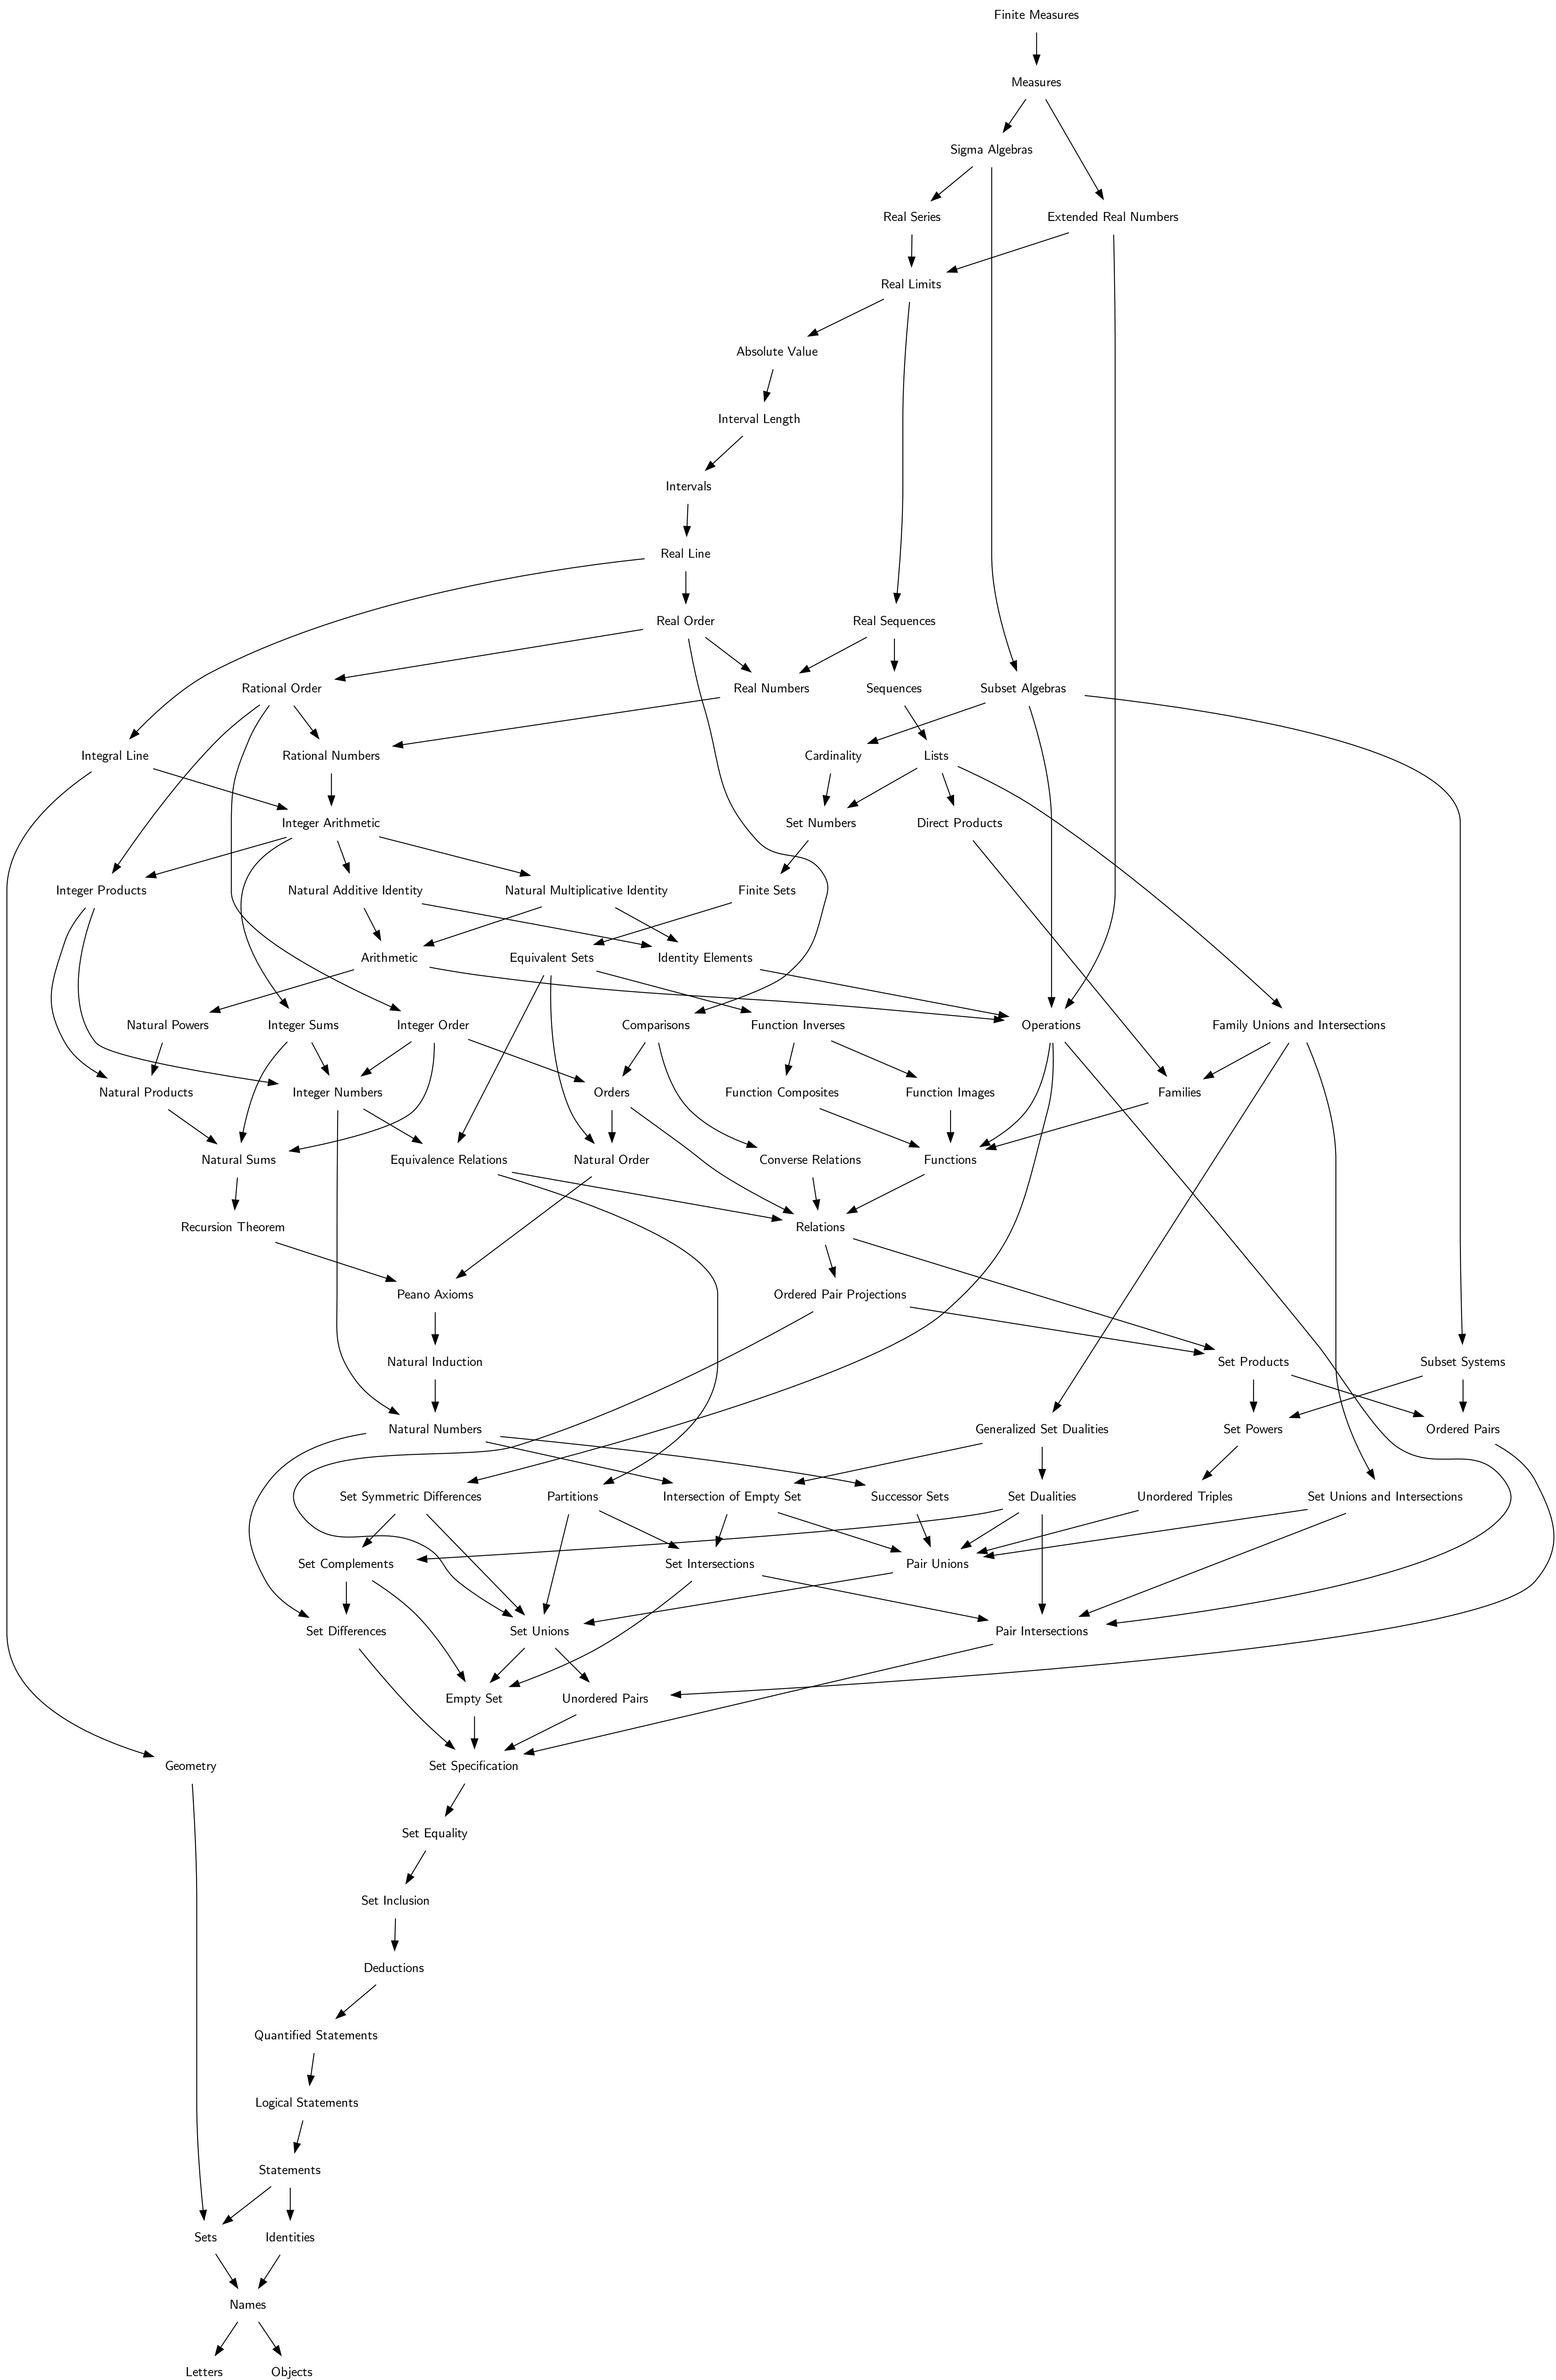 Finite Measures
Measures
Sigma Algebras
Real Series
Extended Real Numbers
Real Limits
Absolute Value
Interval Length
Intervals
Real Line
Real Order
Real Sequences
Rational Order
Real Numbers
Sequences
Subset Algebras
Integral Line
Rational Numbers
Cardinality
Lists
Integer Arithmetic
Set Numbers
Direct Products
Integer Products
Natural Additive Identity
Natural Multiplicative Identity
Finite Sets
Arithmetic
Equivalent Sets
Identity Elements
Natural Powers
Integer Sums
Integer Order
Comparisons
Function Inverses
Operations
Family Unions and Intersections
Natural Products
Integer Numbers
Orders
Function Composites
Function Images
Families
Natural Sums
Equivalence Relations
Natural Order
Converse Relations
Functions
Recursion Theorem
Relations
Peano Axioms
Ordered Pair Projections
Natural Induction
Set Products
Subset Systems
Natural Numbers
Generalized Set Dualities
Set Powers
Ordered Pairs
Set Symmetric Differences
Partitions
Intersection of Empty Set
Successor Sets
Set Dualities
Unordered Triples
Set Unions and Intersections
Set Complements
Set Intersections
Pair Unions
Set Differences
Set Unions
Pair Intersections
Empty Set
Unordered Pairs
Geometry
Set Specification
Set Equality
Set Inclusion
Deductions
Quantified Statements
Logical Statements
Statements
Sets
Identities
Names
Letters
Objects